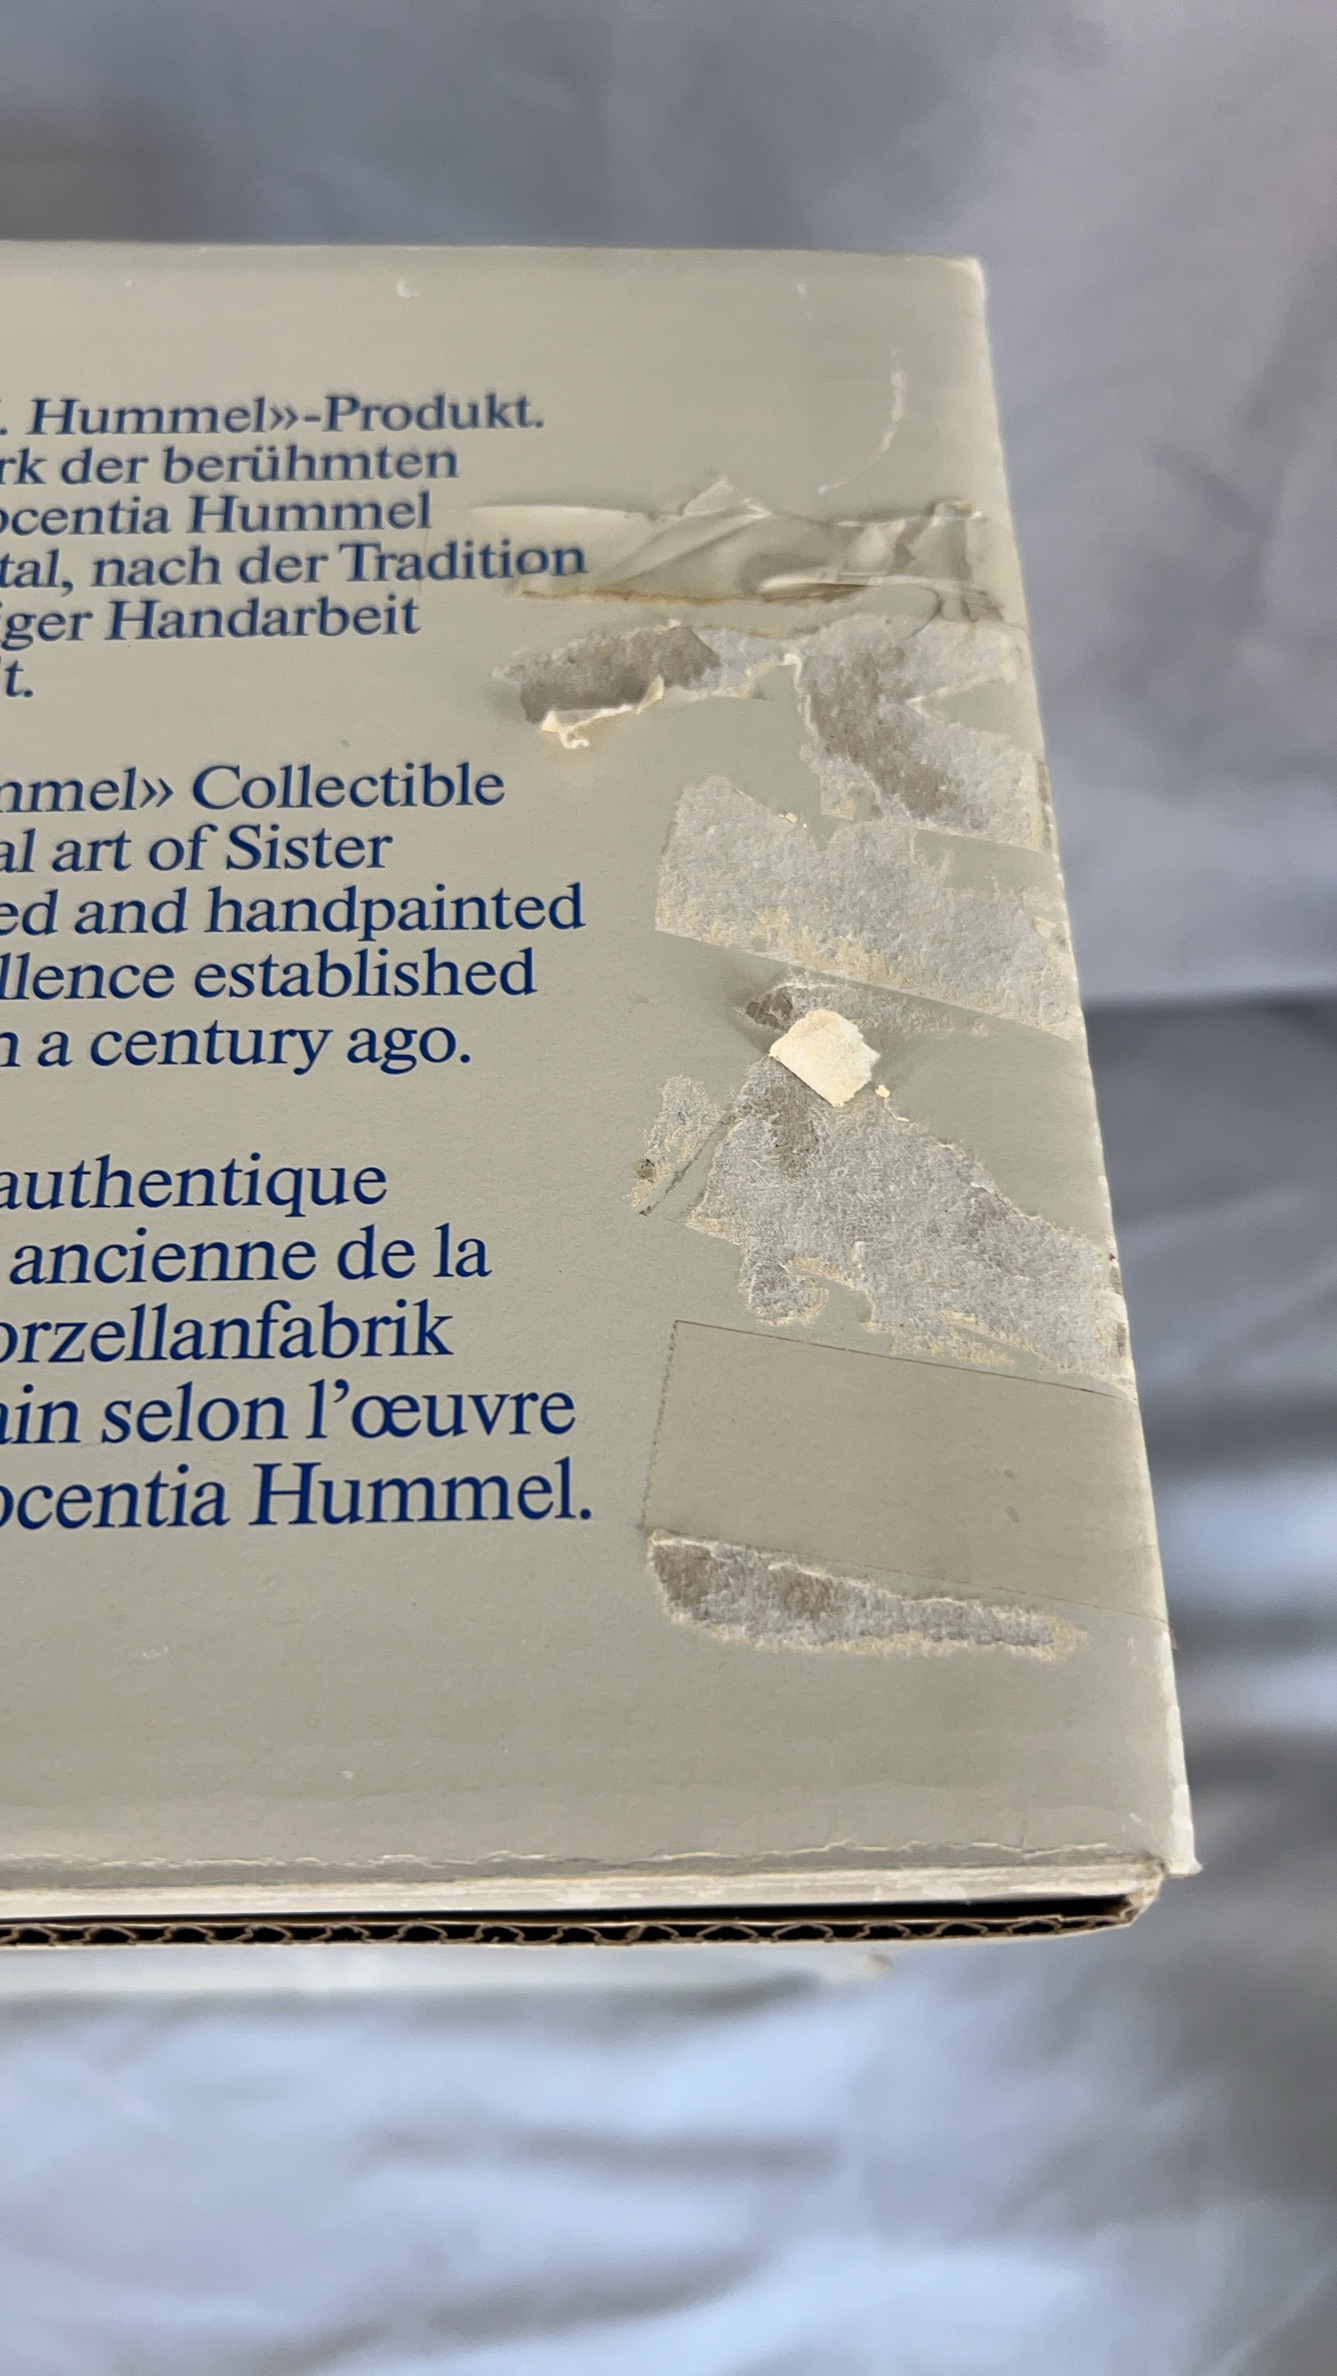 . Hummel»-Produkt.
rk der berühmten
ocentia Hummel
tal, nach der Tradition
iger Handarbeit
t.
mmel» Collectible
al art of Sister
ed and handpainted
llence established
n a century ago.
authentique
ancienne de la
orzellanfabrik
ain selon l’œuvre
ocentia Hummel.